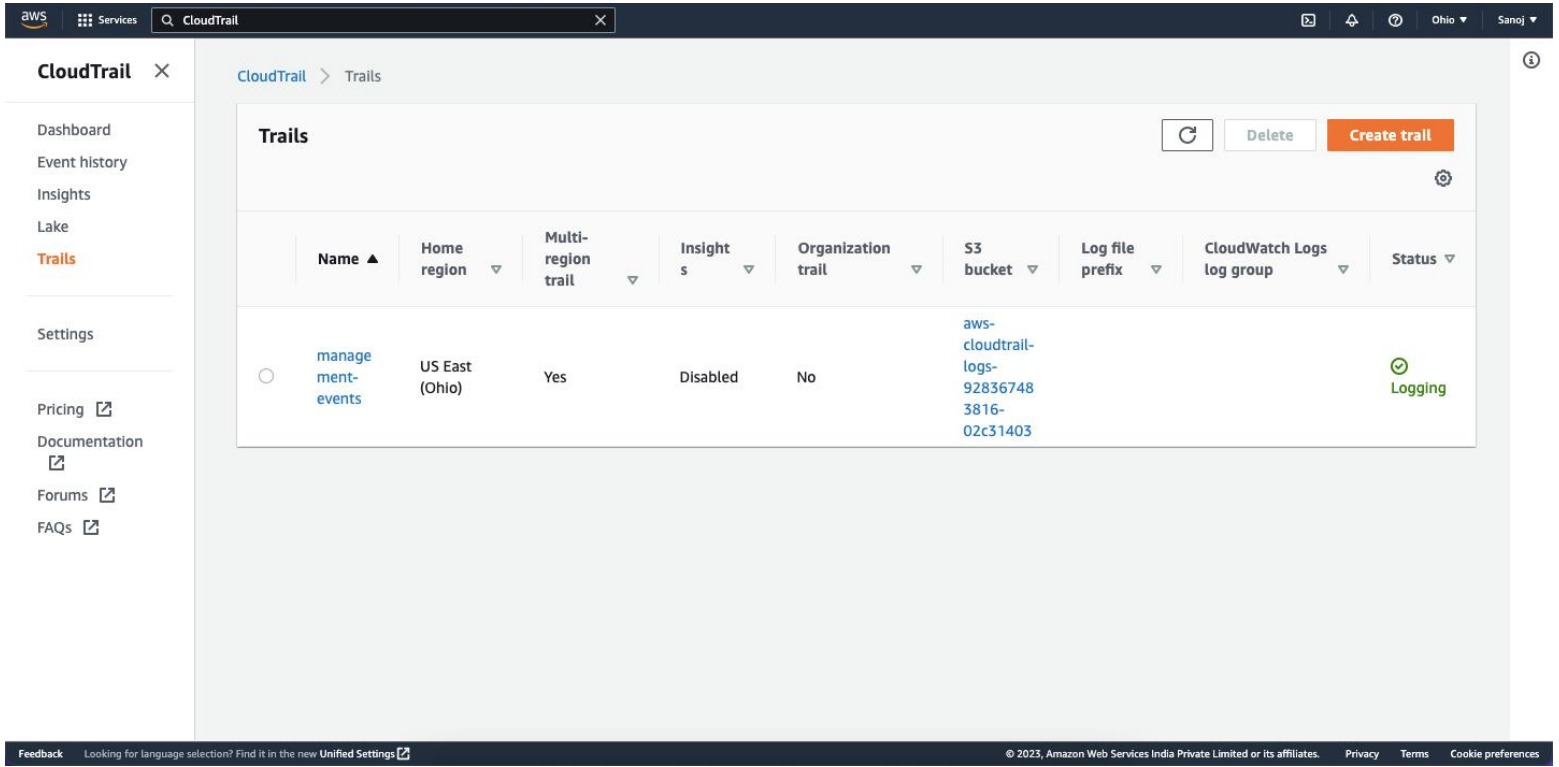 aws Services CloudTrail Ohio ▼ Sanoj ▼
CloudTrail
Dashboard
Event history
Insights
Lake
Trails
Settings
Pricing
Documentation
Forums
FAQs
CloudTrail > Trails
Trails
Delete Create trail
Name ▲
Home
region
Multi-
region
trail
Insight
s
Organization
trail
S3
bucket
Log file
prefix
CloudWatch Logs
log group
Status
manage
ment-
events
US East
(Ohio)
Yes
Disabled
No
aws-
cloudtrail-
logs-
92836748
3816-
02c31403
Logging
Feedback Looking for language selection? Find it in the new Unified Settings © 2023, Amazon Web Services India Private Limited or its affiliates. Privacy Terms Cookie preferences